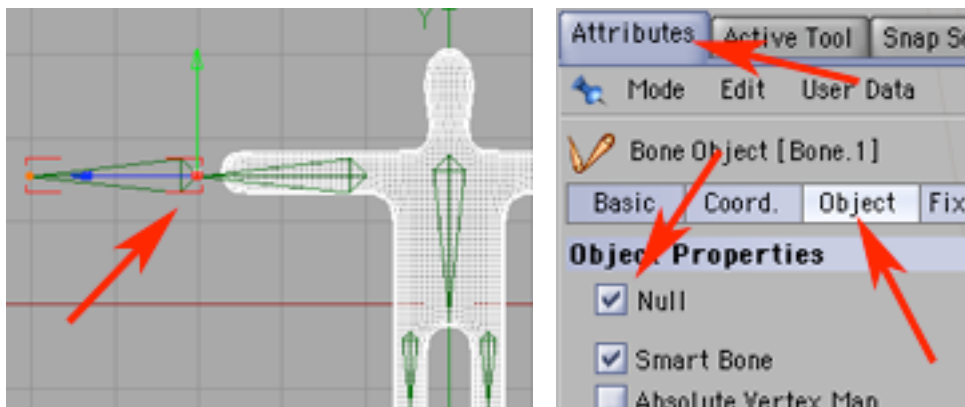 Y
Attributes Active Tool Snap S
Mode Edit User Data
Bone Object [Bone.1]
Basic Coord. Object Fix
Object Properties
Null
Smart Bone
Absolute Vertex Map